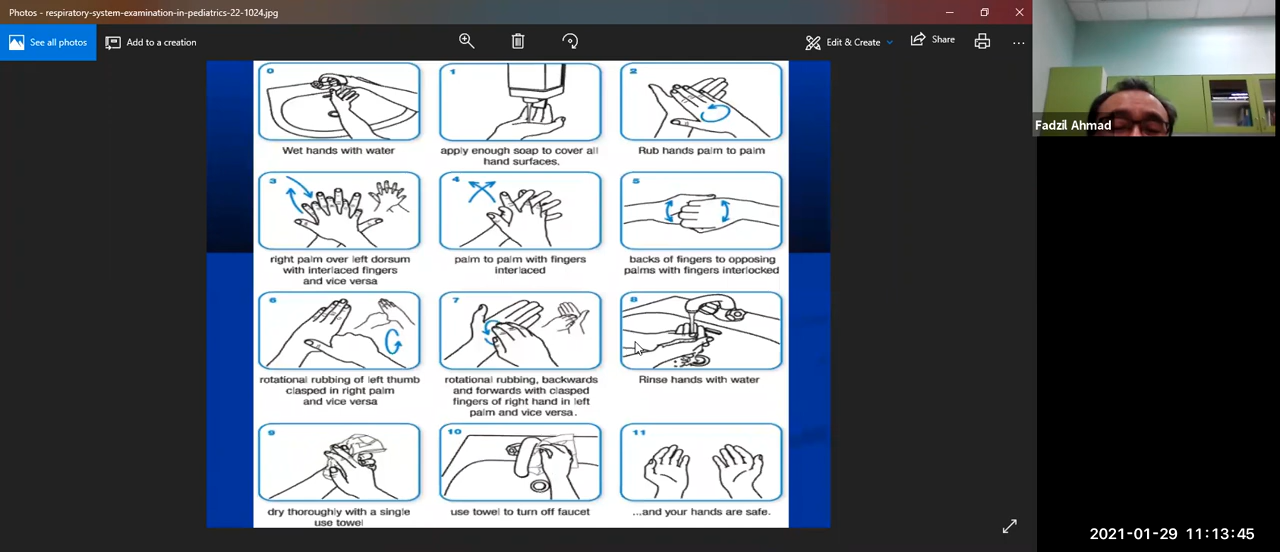 Photos - respiratory-system-examination-in-pediatrics-22-1024.jpg
See all photos
Add to a creation
Edit & Create
Share
Fadzil Ahmad
0
1
2
Wet hands with water
apply enough soap to cover all
hand surfaces.
Rub hands palm to palm
3
4
5
right palm over left dorsum
with interlaced fingers
and vice versa
palm to palm with fingers
interlaced
backs of fingers to opposing
palms with fingers interlocked
6
7
8
rotational rubbing of left thumb
clasped in right palm
and vice versa
rotational rubbing, backwards
and forwards with clasped
fingers of right hand in left
palm and vice versa.
Rinse hands with water
9
10
11
dry thoroughly with a single
use towel
use towel to turn off faucet
...and your hands are safe.
2021-01-29 11:13:45